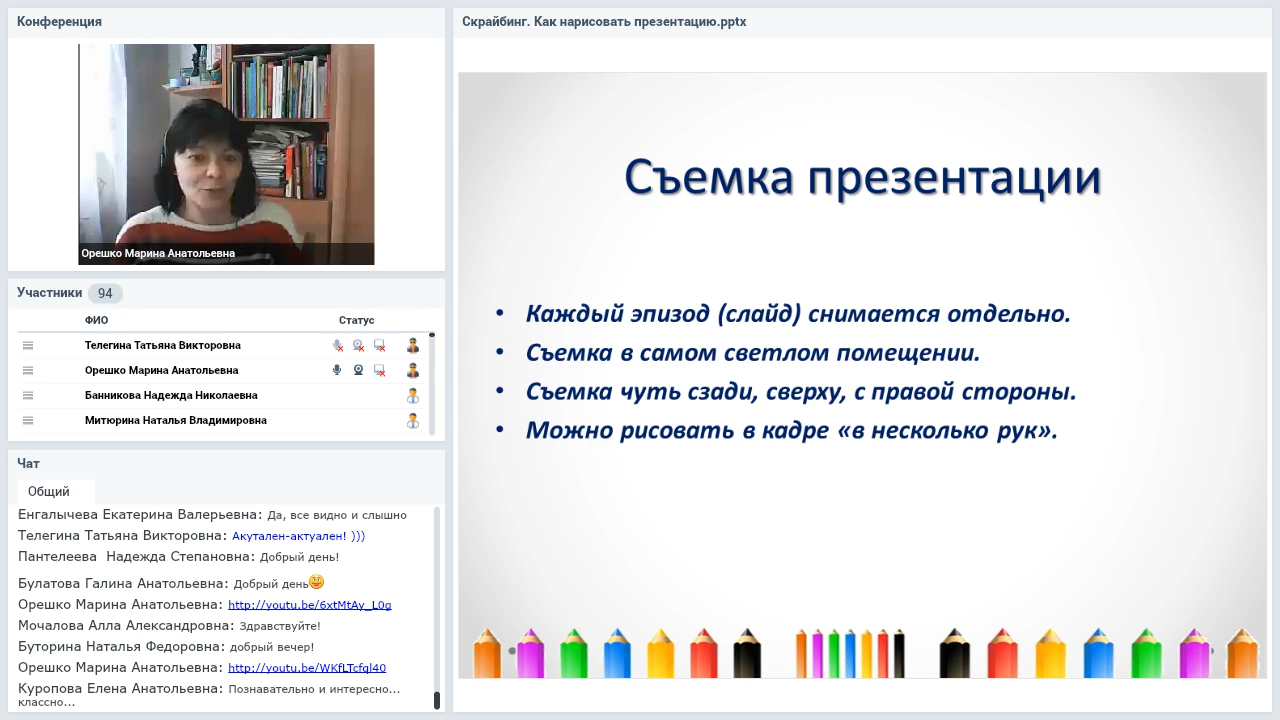 Конференция
Орешко Марина Анатольевна
Участники 94
ФИО Статус
Телегина Татьяна Викторовна
Орешко Марина Анатольевна
Банникова Надежда Николаевна
Митюрина Наталья Владимировна
Чат
Общий
Енгалычева Екатерина Валерьевна: Да, все видно и слышно
Телегина Татьяна Викторовна: Акутален-актуален! )))
Пантелеева Надежда Степановна: Добрый день!
Булатова Галина Анатольевна: Добрый день
Орешко Марина Анатольевна: http://youtu.be/6xtMtAy_L0g
Мочалова Алла Александровна: Здравствуйте!
Буторина Наталья Федоровна: добрый вечер!
Орешко Марина Анатольевна: http://youtu.be/WKfLTcfql40
Куропова Елена Анатольевна: Познавательно и интересно...
классно...
Скрайбинг. Как нарисовать презентацию.pptx
Съемка презентации
• Каждый эпизод (слайд) снимается отдельно.
• Съемка в самом светлом помещении.
• Съемка чуть сзади, сверху, с правой стороны.
• Можно рисовать в кадре «в несколько рук».